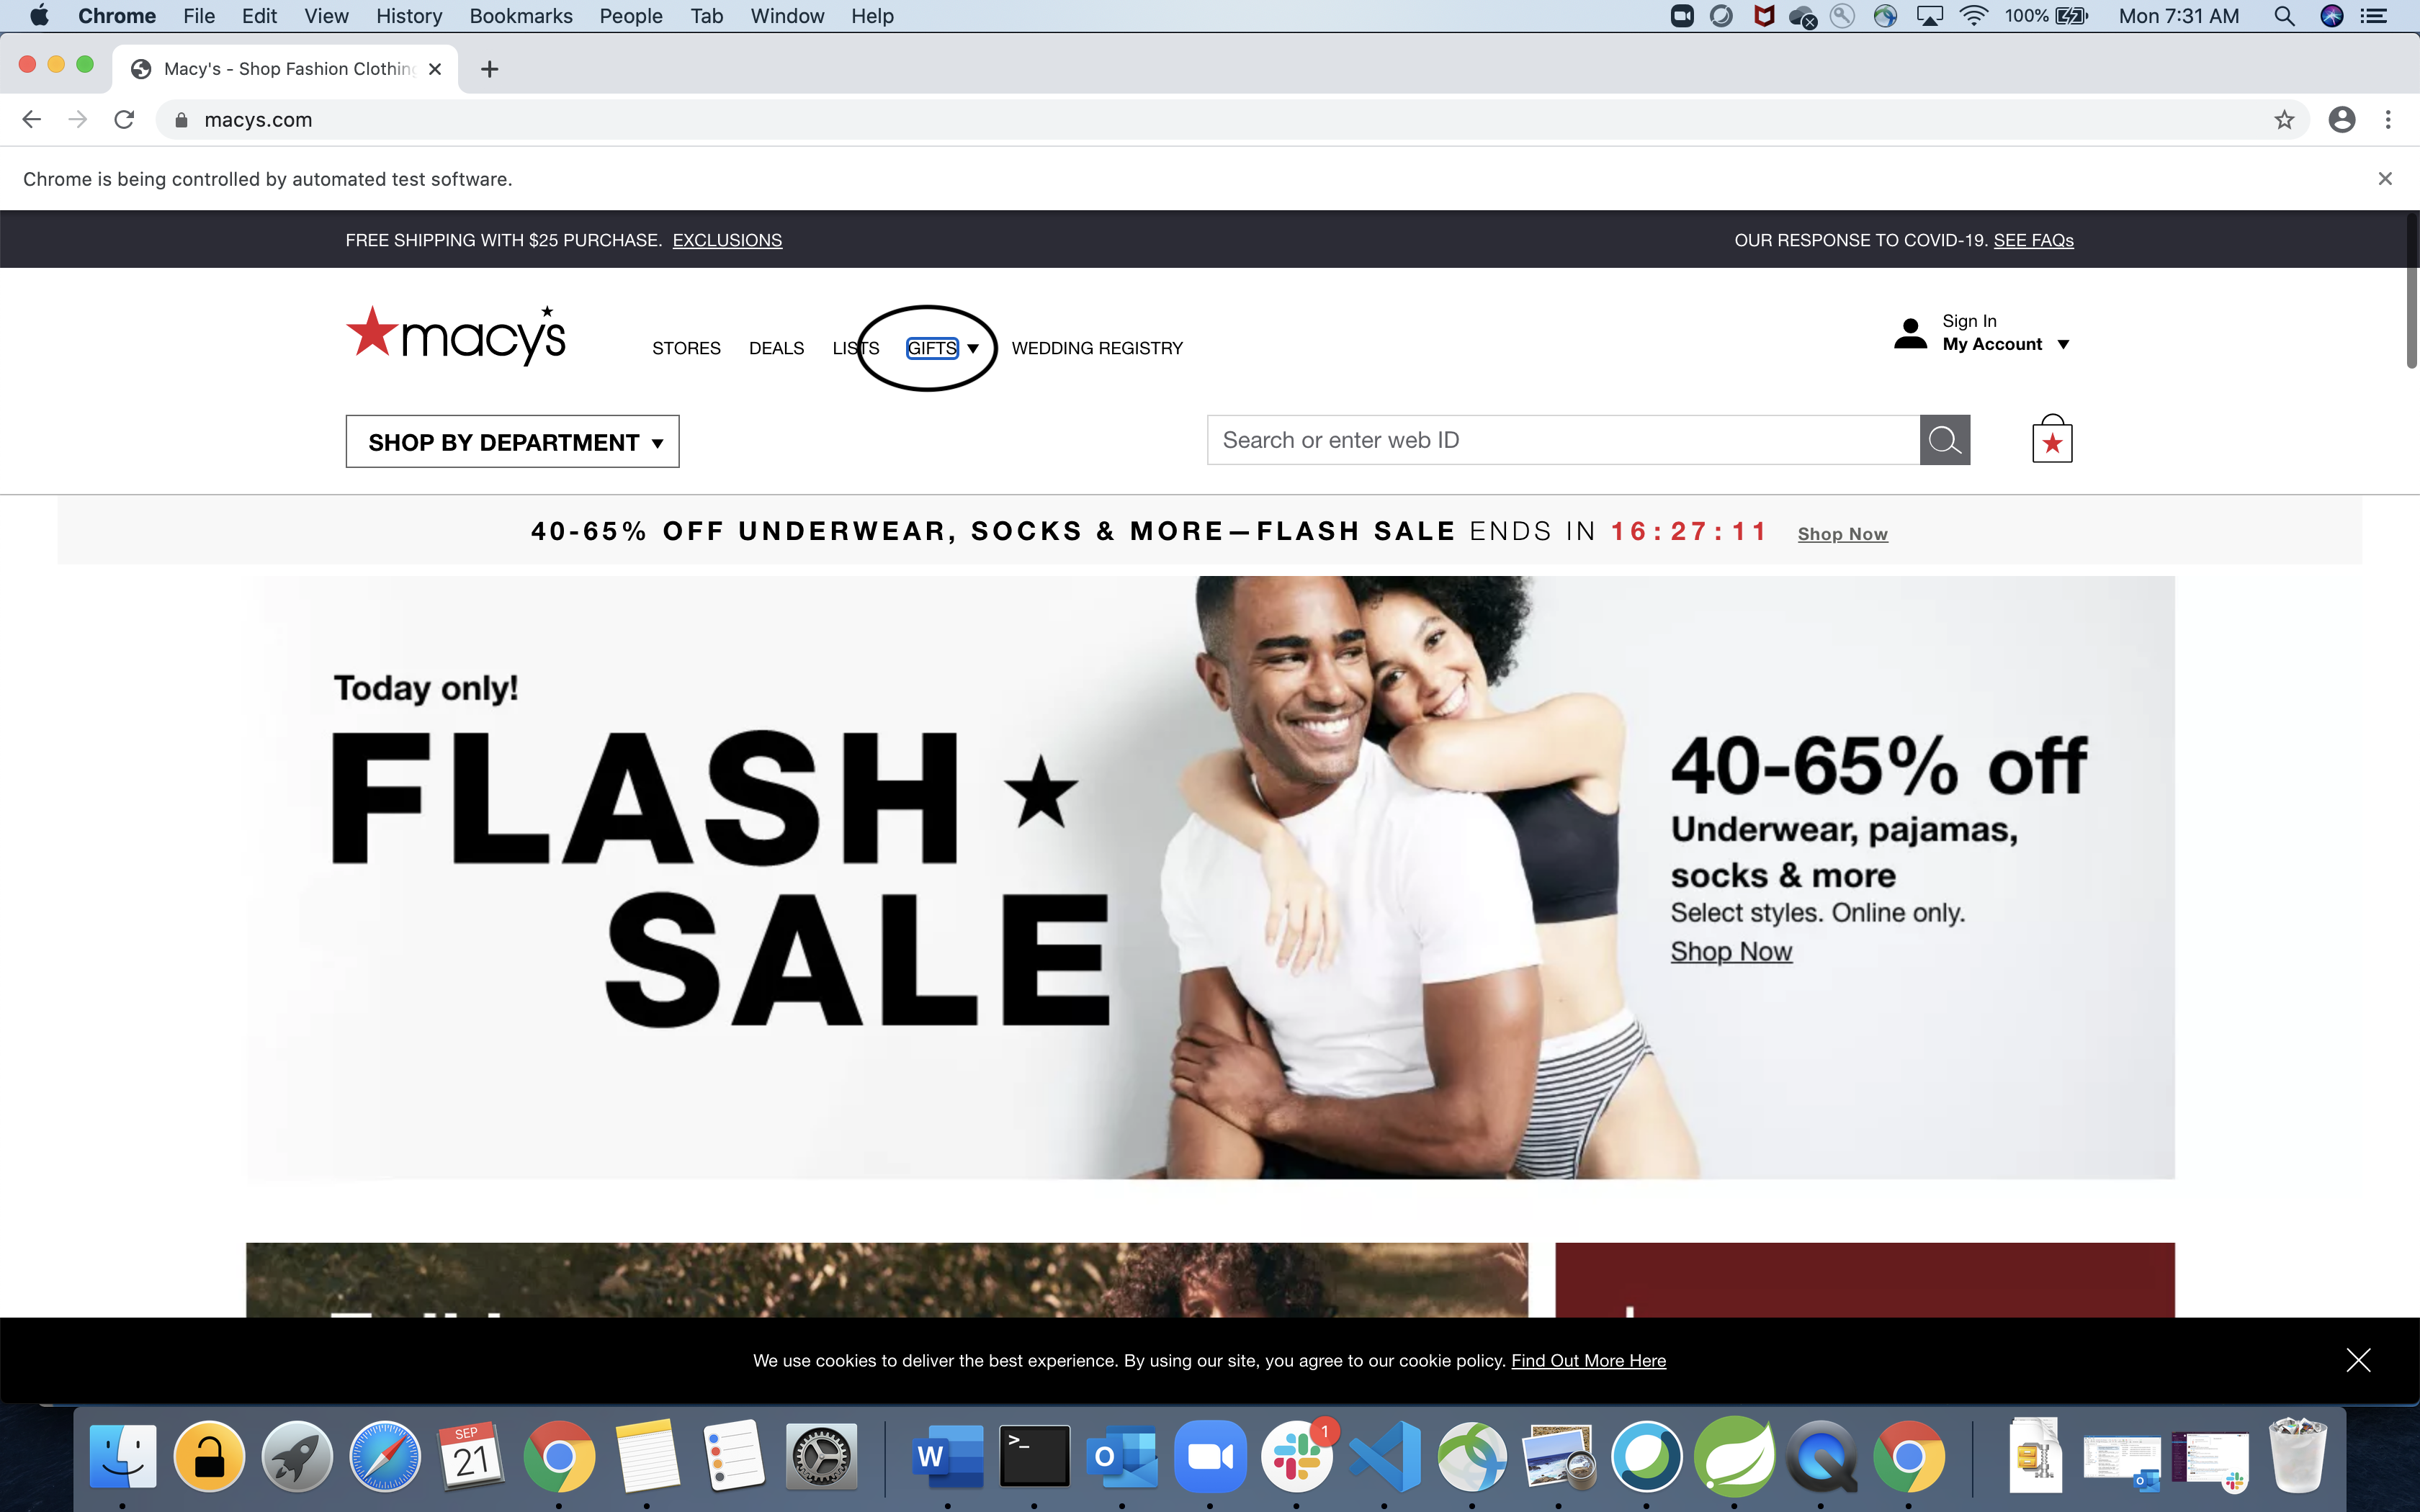 Chrome File Edit View History Bookmarks People Tab Window Help 100% Mon 7:31 AM
Macy's - Shop Fashion Clothing
macys.com
Chrome is being controlled by automated test software.
FREE SHIPPING WITH $25 PURCHASE. EXCLUSIONS OUR RESPONSE TO COVID-19. SEE FAQs
macys STORES DEALS LISTS GIFTS WEDDING REGISTRY Sign In
My Account
SHOP BY DEPARTMENT Search or enter web ID
40-65% OFF UNDERWEAR, SOCKS & MORE—FLASH SALE ENDS IN 16:27:11 Shop Now
Today only!
FLASH
SALE
40-65% off
Underwear, pajamas,
socks & more
Select styles. Online only.
Shop Now
We use cookies to deliver the best experience. By using our site, you agree to our cookie policy. Find Out More Here
SEP
21
W
>_
O
1